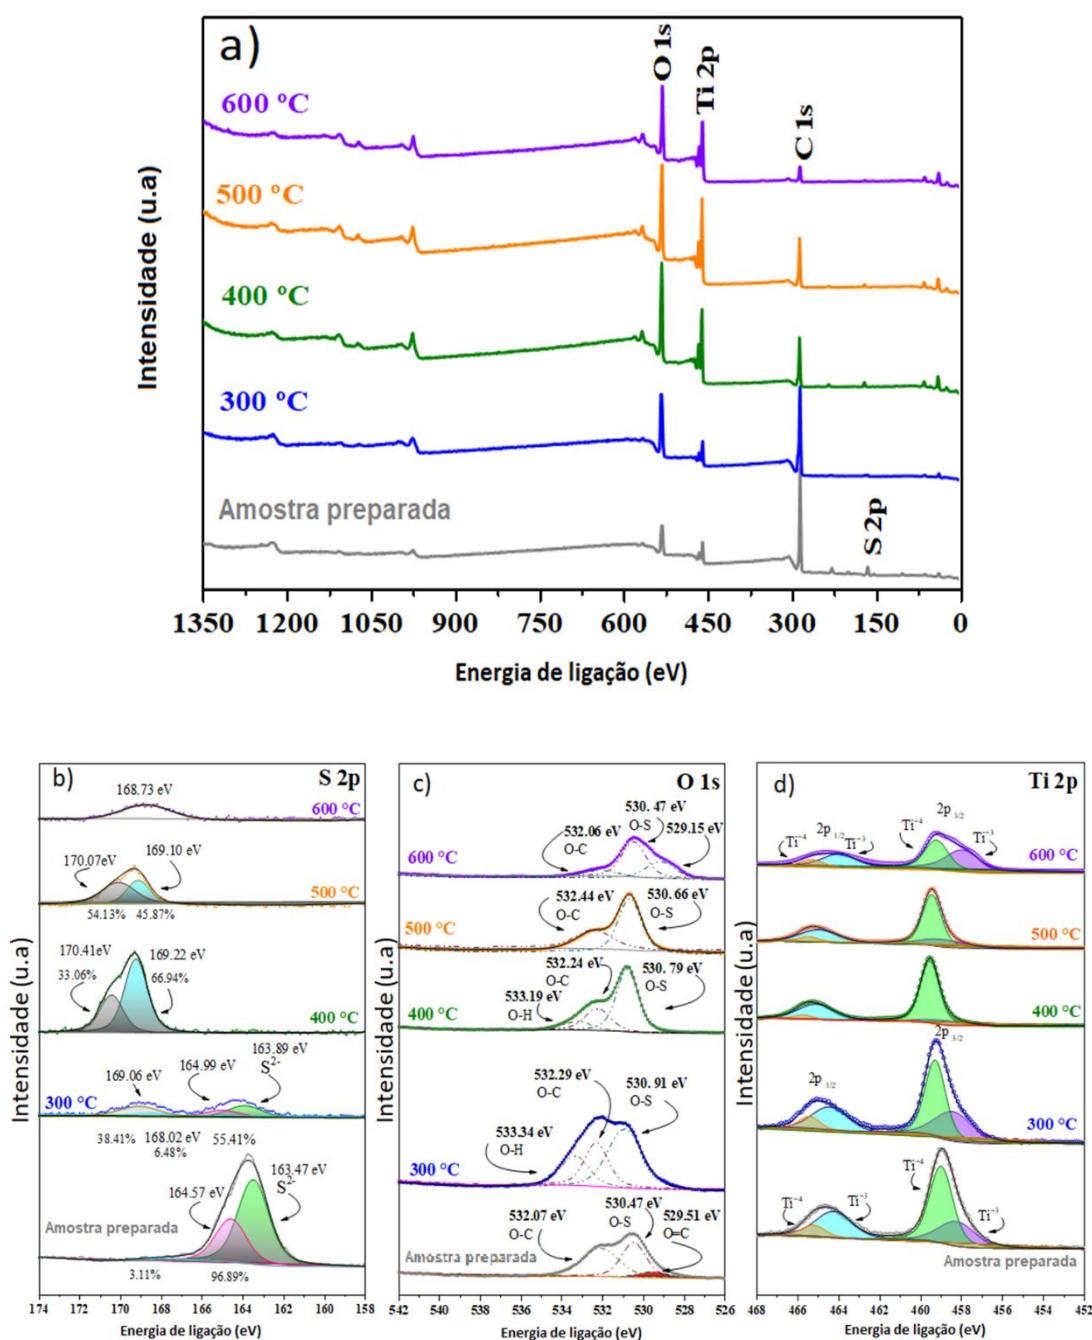 a)
O 1s
Ti 2p
C 1s
S 2p
600 ºC
500 ºC
400 ºC
300 ºC
Amostra preparada
Intensidade (u.a)
1350 1200 1050 900 750 600 450 300 150 0
Energia de ligação (eV)
b)
S 2p
168.73 eV
600 °C
170.07eV
169.10 eV
500 °C
54.13% 45.87%
170.41eV
33.06%
169.22 eV
66.94%
400 °C
163.89 eV
S2-
164.99 eV
169.06 eV
300 °C
38.41% 168.02 eV 55.41%
6.48%
163.47 eV
S2-
164.57 eV
Amostra preparada
3.11% 96.89%
Intensidade (u.a)
174 172 170 168 166 164 162 160 158
Energia de ligação (eV)
c)
O 1s
530. 47 eV
O-S
532.06 eV
O-C
529.15 eV
600 °C
532.44 eV
O-C
530.66 eV
O-S
500 °C
532.24 eV
O-C
530.79 eV
O-S
533.19 eV
O-H
400 °C
532.29 eV
O-C
530. 91 eV
O-S
533.34 eV
O-H
300 °C
530.47 eV
O-S
529.51 eV
O=C
532.07 eV
O-C
Amostra preparada
Intensidade (u.a)
542 540 538 536 534 532 530 528 526
Energia de ligação (eV)
d)
Ti 2p
2p 3/2
Ti+4
Ti+3
2p 1/2
Ti+4
Ti+3
600 °C
500 °C
400 °C
2p 3/2
2p 1/2
300 °C
Ti+4
Ti+3
Ti+4
Ti+3
Amostra preparada
Intensidade (u.a)
468 466 464 462 460 458 456 454 452
Energia de ligação (eV)